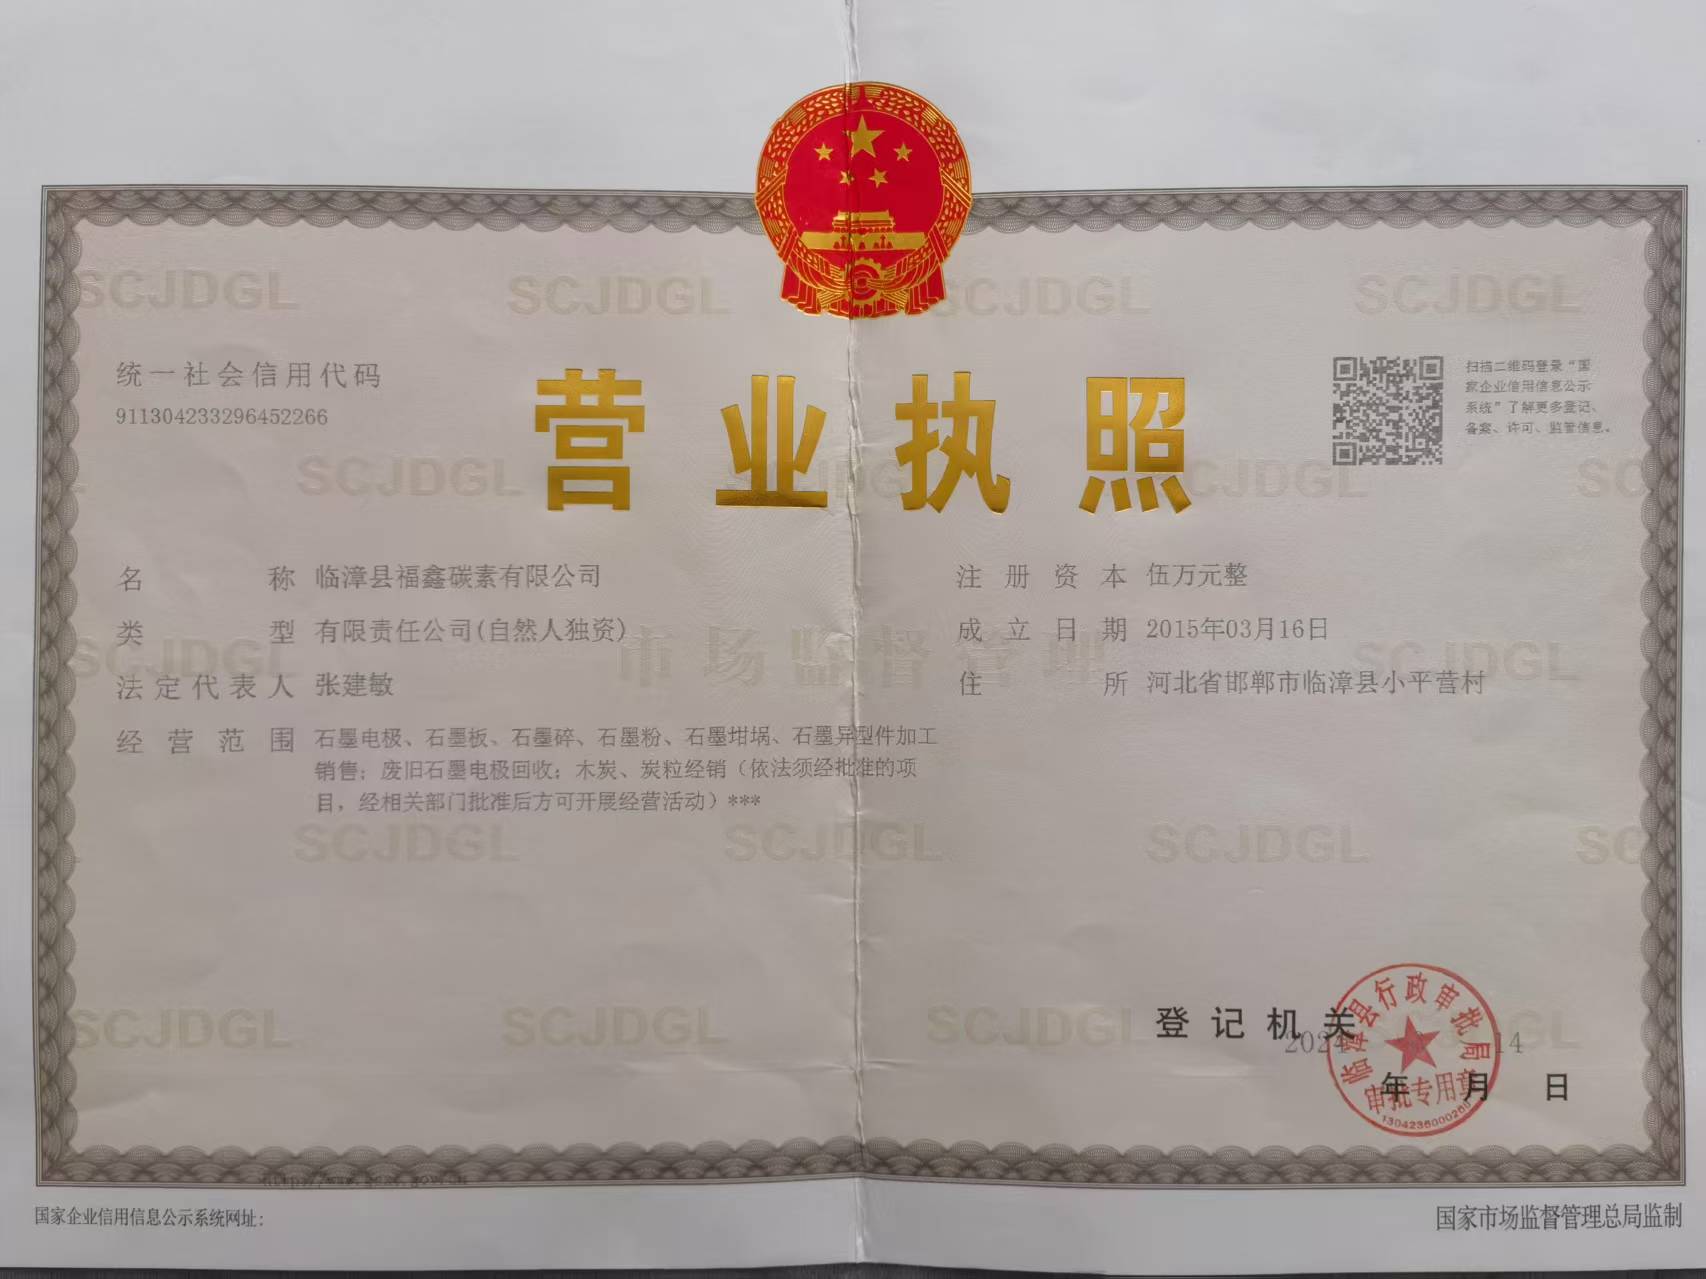 统一社会信用代码
911304233296452266
营业执照
扫描二维码登录“国
家企业信用信息公示
系统”了解更多登记、
备案、许可、监管信息。
名称 临漳县福鑫碳素有限公司
类型 有限责任公司(自然人独资)
法定代表人 张建敏
经营范围 石墨电极、石墨板、石墨碎、石墨粉、石墨坩埚、石墨异型件加工
销售；废旧石墨电极回收；木炭、炭粒经销（依法须经批准的项
目，经相关部门批准后方可开展经营活动）***
注册资本 伍万元整
成立日期 2015年03月16日
住所 河北省邯郸市临漳县小平营村
市场监督管理
SCJDGL
登记机关
2024 14
年 月 日
临漳县行政审批局
审批专用章
国家企业信用信息公示系统网址：
国家市场监督管理总局监制